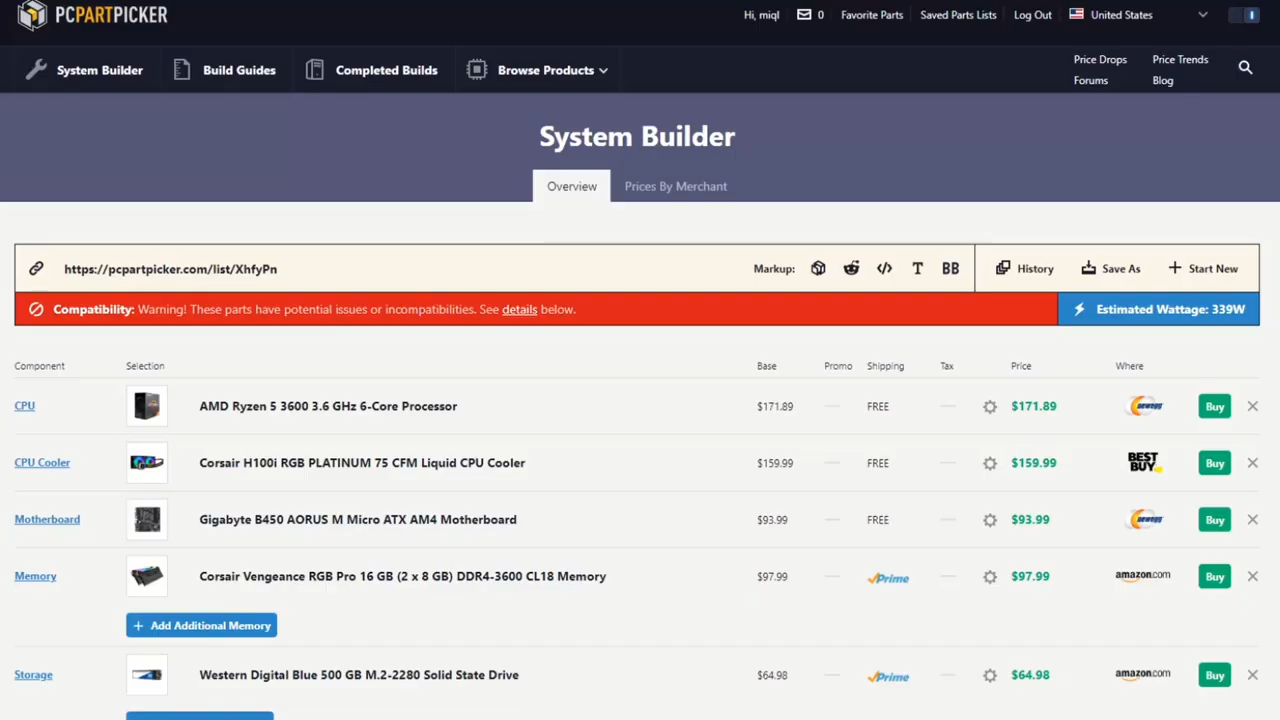 PCPARTPICKER
Hi, miql 0 Favorite Parts Saved Parts Lists Log Out United States
System Builder Build Guides Completed Builds Browse Products
Price Drops Price Trends
Forums Blog
System Builder
Overview Prices By Merchant
https://pcpartpicker.com/list/XhfyPn Markup: T BB History Save As + Start New
Compatibility: Warning! These parts have potential issues or incompatibilities. See details below. Estimated Wattage: 339W
Component Selection Base Promo Shipping Tax Price Where
CPU AMD Ryzen 5 3600 3.6 GHz 6-Core Processor $171.89 — FREE — $171.89 newegg Buy
CPU Cooler Corsair H100i RGB PLATINUM 75 CFM Liquid CPU Cooler $159.99 — FREE — $159.99 BEST BUY Buy
Motherboard Gigabyte B450 AORUS M Micro ATX AM4 Motherboard $93.99 — FREE — $93.99 newegg Buy
Memory Corsair Vengeance RGB Pro 16 GB (2 x 8 GB) DDR4-3600 CL18 Memory $97.99 — Prime — $97.99 amazon.com Buy
+ Add Additional Memory
Storage Western Digital Blue 500 GB M.2-2280 Solid State Drive $64.98 — Prime — $64.98 amazon.com Buy